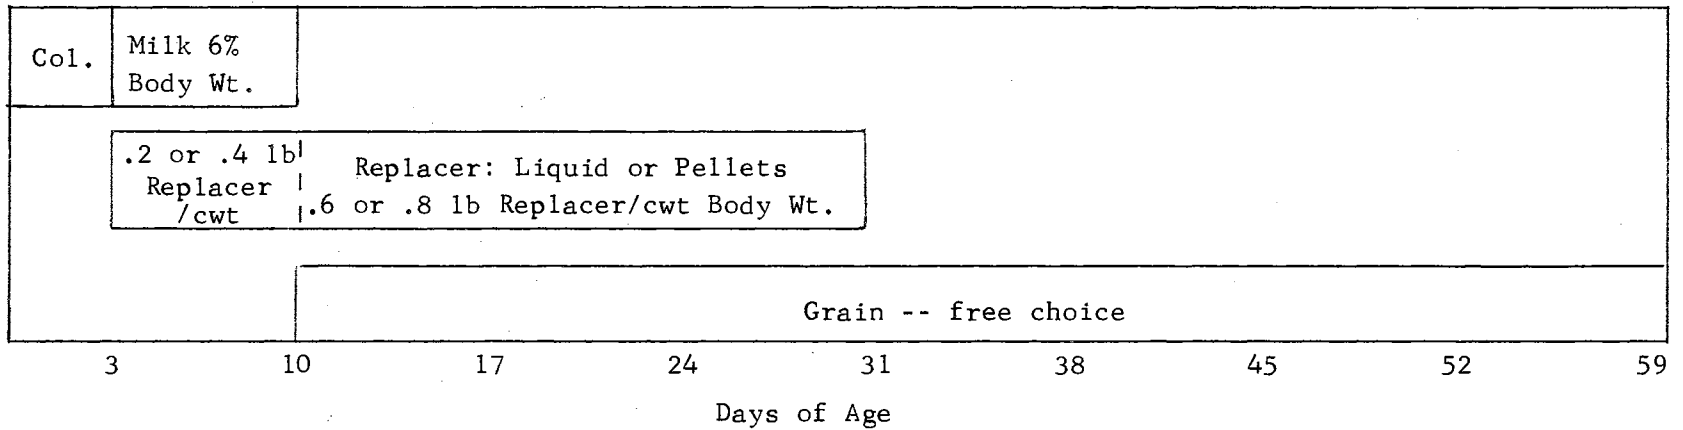 Col.
Milk 6%
Body Wt.
.2 or .4 lb
Replacer
/cwt
Replacer: Liquid or Pellets
.6 or .8 lb Replacer/cwt Body Wt.
Grain -- free choice
3 10 17 24 31 38 45 52 59
Days of Age